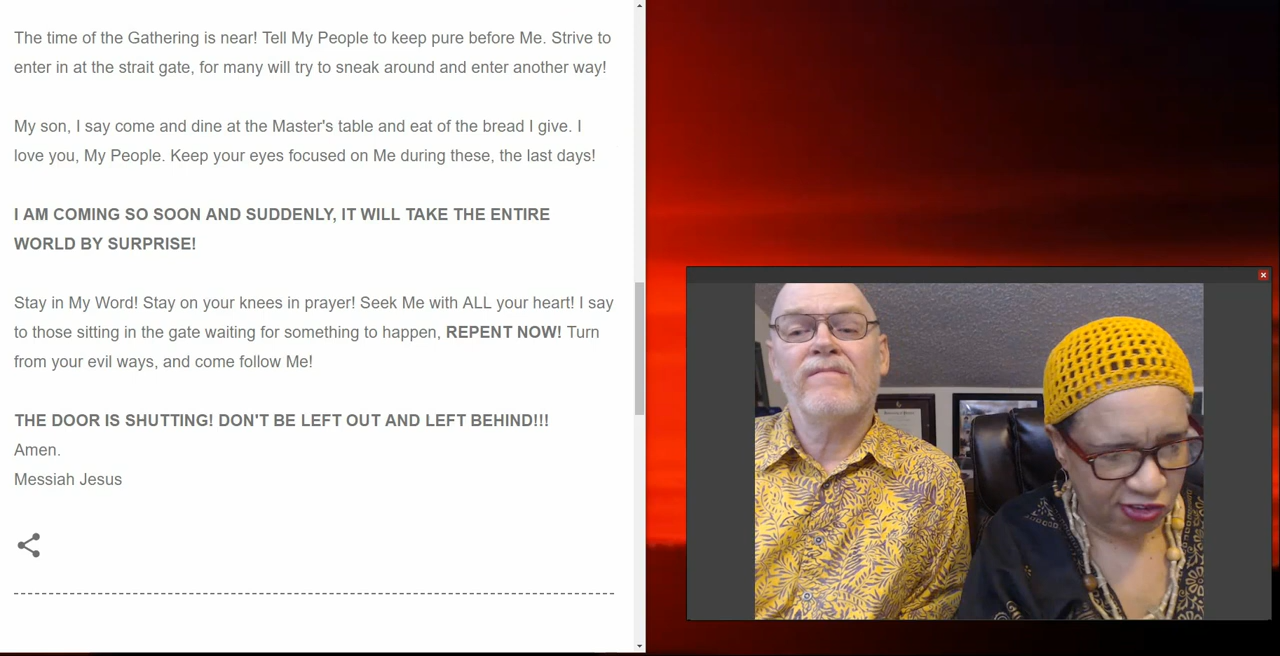 The time of the Gathering is near! Tell My People to keep pure before Me. Strive to
enter in at the strait gate, for many will try to sneak around and enter another way!
My son, I say come and dine at the Master's table and eat of the bread I give. I
love you, My People. Keep your eyes focused on Me during these, the last days!
I AM COMING SO SOON AND SUDDENLY, IT WILL TAKE THE ENTIRE
WORLD BY SURPRISE!
Stay in My Word! Stay on your knees in prayer! Seek Me with ALL your heart! I say
to those sitting in the gate waiting for something to happen, REPENT NOW! Turn
from your evil ways, and come follow Me!
THE DOOR IS SHUTTING! DON'T BE LEFT OUT AND LEFT BEHIND!!!
Amen.
Messiah Jesus